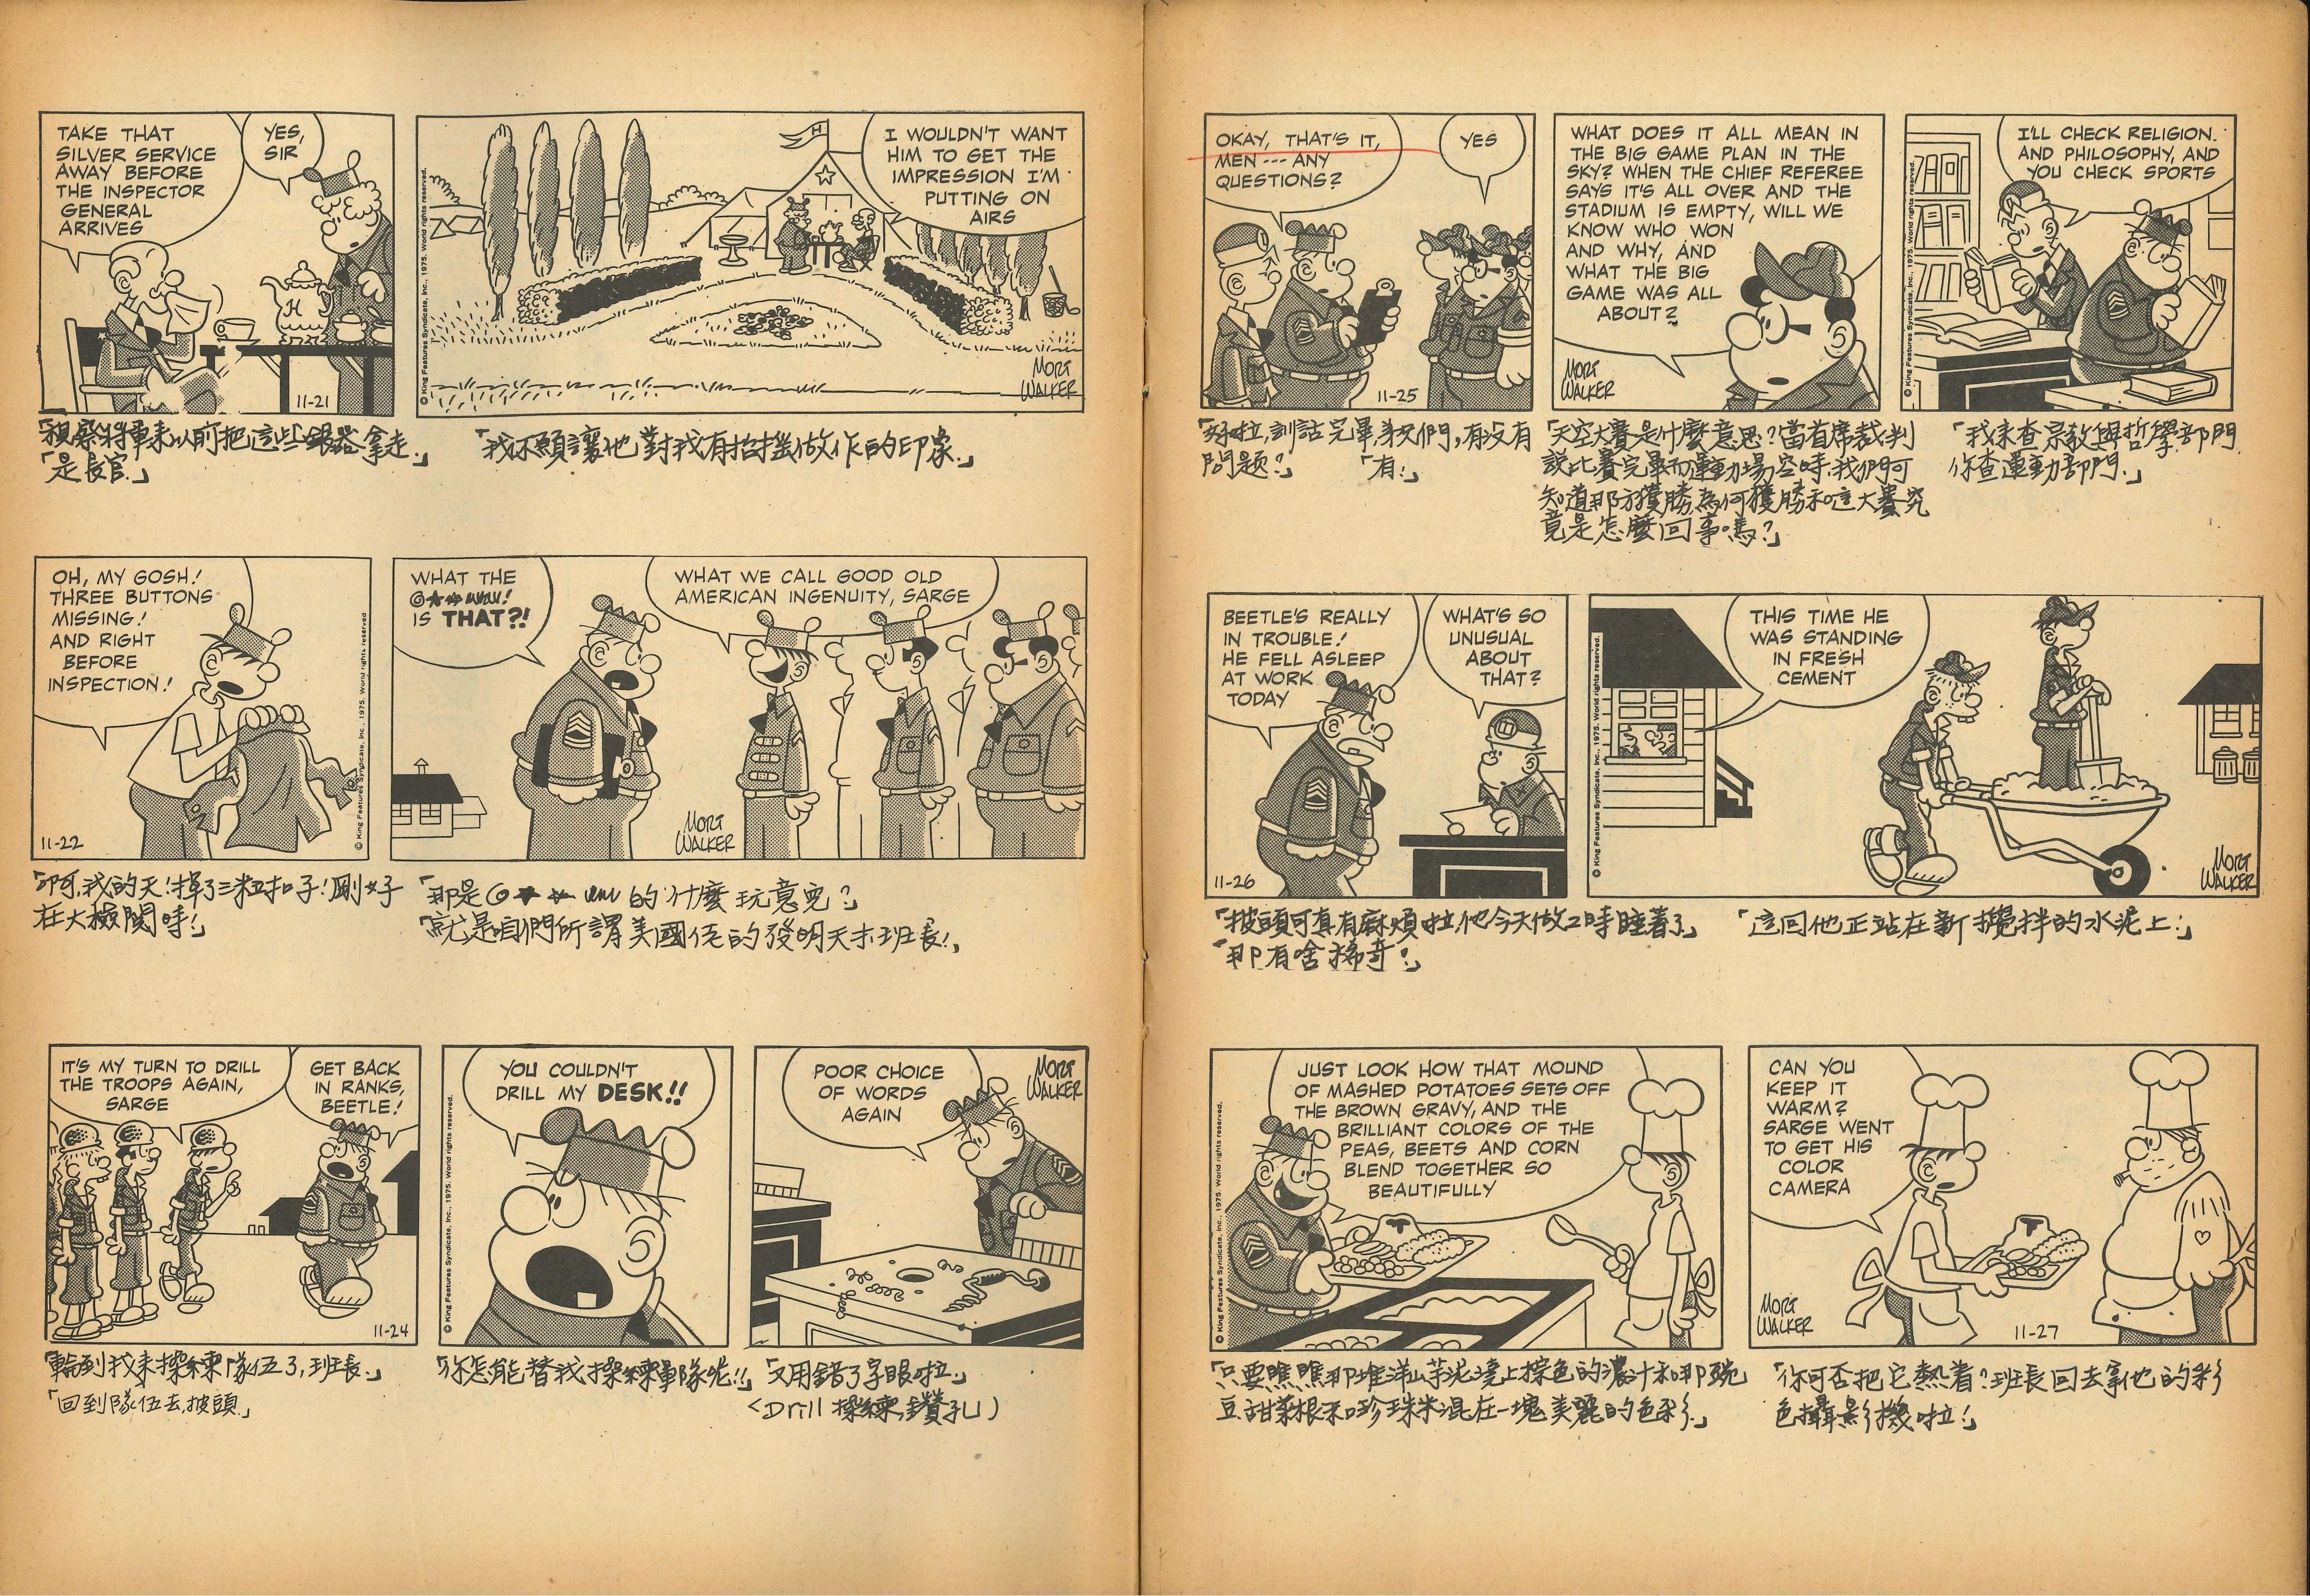 TAKE THAT
SILVER SERVICE
AWAY BEFORE
THE INSPECTOR
GENERAL
ARRIVES
YES,
SIR
11-21
© King Features Syndicate, Inc., 1975. World rights reserved.
I WOULDN'T WANT
HIM TO GET THE
IMPRESSION I'M
PUTTING ON
AIRS
H
H
MORT
WALKER
「視察將軍來以前把這些銀器拿走.」
「是長官.」
「我不願讓他對我有招搖做作的印象.」
OH, MY GOSH!
THREE BUTTONS
MISSING!
AND RIGHT
BEFORE
INSPECTION!
11-22
© King Features Syndicate, Inc., 1975. World rights reserved
WHAT THE
@★★
IS THAT?!
WHAT WE CALL GOOD OLD
AMERICAN INGENUITY, SARGE
MORT
WALKER
「啊,我的天!掉了三粒扣子!剛好
在大檢閱時!」
「那是@★★的什麼玩意兒?」
「就是咱們所謂美國佬的發明天才班長!」
IT'S MY TURN TO DRILL
THE TROOPS AGAIN,
SARGE
GET BACK
IN RANKS,
BEETLE!
11-24
© King Features Syndicate, Inc., 1975. World rights reserved.
YOU COULDN'T
DRILL MY DESK!!
POOR CHOICE
OF WORDS
AGAIN
MORT
WALKER
「輪到我來操練隊伍了,班長.」
「回到隊伍去,披頭.」
「你怎能替我操練軍隊呢!!」
「又用錯了字眼啦.」
(Drill 操練,鑽孔)
OKAY, THAT'S IT,
MEN --- ANY
QUESTIONS?
YES
11-25
WHAT DOES IT ALL MEAN IN
THE BIG GAME PLAN IN THE
SKY? WHEN THE CHIEF REFEREE
SAYS IT'S ALL OVER AND THE
STADIUM IS EMPTY, WILL WE
KNOW WHO WON
AND WHY, AND
WHAT THE BIG
GAME WAS ALL
ABOUT?
MORT
WALKER
© King Features Syndicate, Inc., 1975. World rights reserved.
I'LL CHECK RELIGION.
AND PHILOSOPHY, AND
YOU CHECK SPORTS
「好啦,訓話完畢,弟兄們,有沒有
問題?」 「有!」
「天空大賽是什麼意思?當首席裁判
說比賽完畢而運動場空時,我們可
知道那方獲勝,為何獲勝和這大賽究
竟是怎麼回事嗎?」
「我來查宗教與哲學部門
你查運動部門.」
BEETLE'S REALLY
IN TROUBLE!
HE FELL ASLEEP
AT WORK
TODAY
WHAT'S SO
UNUSUAL
ABOUT
THAT?
11-26
© King Features Syndicate, Inc., 1975. World rights reserved.
THIS TIME HE
WAS STANDING
IN FRESH
CEMENT
MORT
WALKER
「披頭可真有麻煩啦,他今天做工時睡著了」
「那有啥稀奇!」
「這回他正站在新攪拌的水泥上!」
© King Features Syndicate, Inc., 1975. World rights reserved.
JUST LOOK HOW THAT MOUND
OF MASHED POTATOES SETS OFF
THE BROWN GRAVY, AND THE
BRILLIANT COLORS OF THE
PEAS, BEETS AND CORN
BLEND TOGETHER SO
BEAUTIFULLY
CAN YOU
KEEP IT
WARM?
SARGE WENT
TO GET HIS
COLOR
CAMERA
MORT
WALKER
11-27
「只要瞧瞧那堆洋山芋泥澆上棕色的濃汁和那豌
豆甜菜根和珍珠米混在一塊美麗的色彩.」
「你可否把它熱着?班長回去拿他的彩
色攝影機啦!」